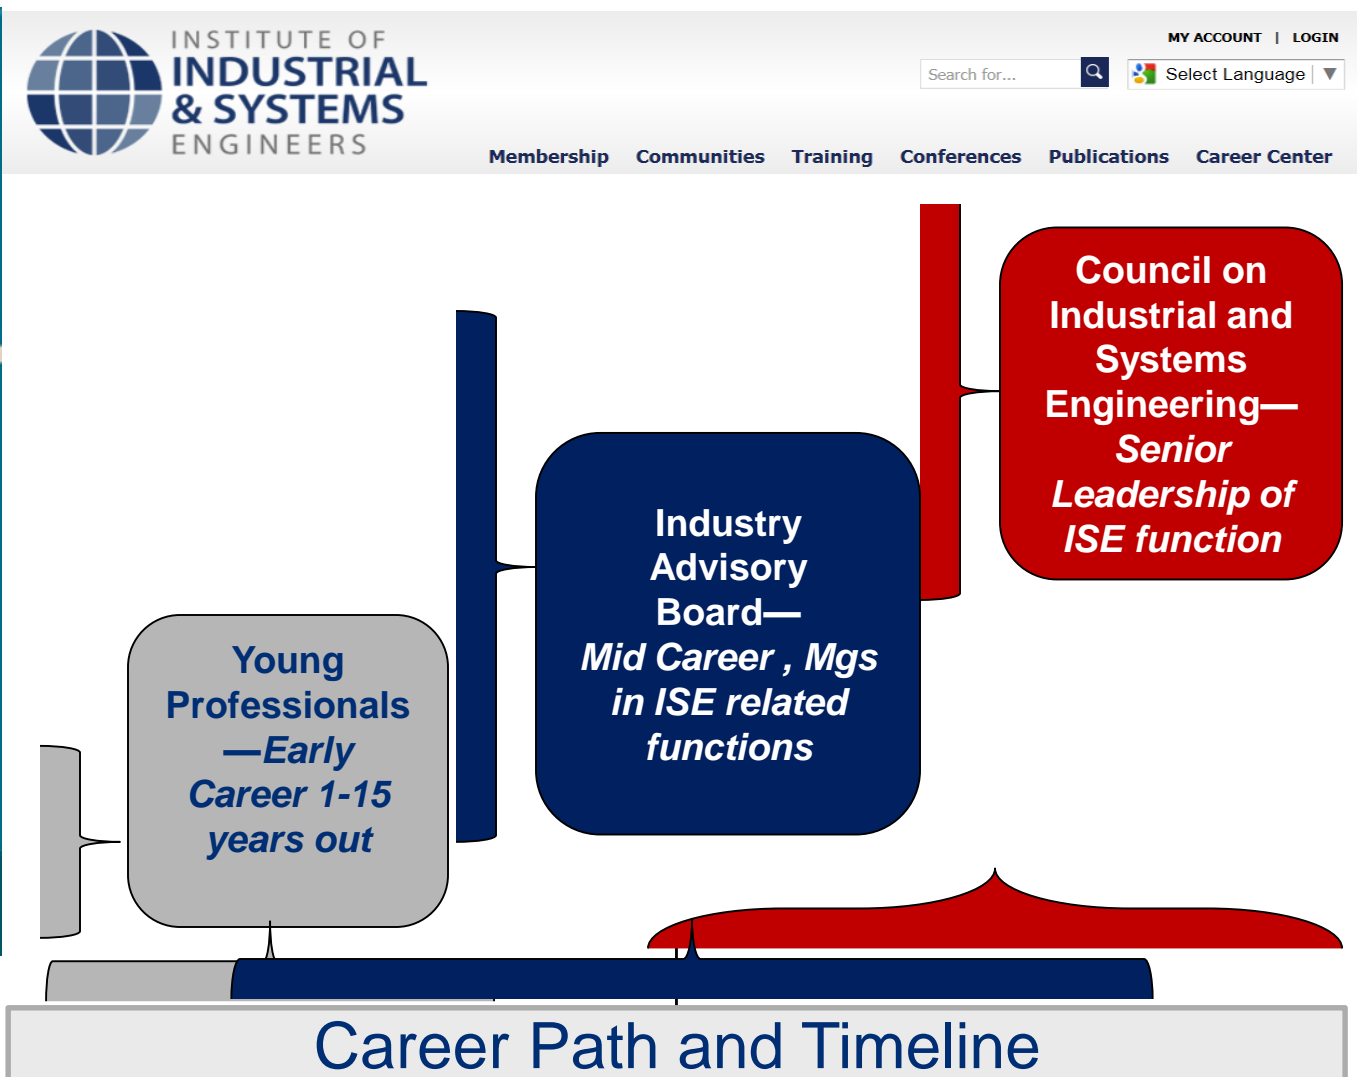 INSTITUTE OF
INDUSTRIAL
& SYSTEMS
ENGINEERS
MY ACCOUNT | LOGIN
Search for...
Select Language ▼
Membership Communities Training Conferences Publications Career Center
Council on
Industrial and
Systems
Engineering—
Senior
Leadership of
ISE function
Industry
Advisory
Board—
Mid Career , Mgs
in ISE related
functions
Young
Professionals
—Early
Career 1-15
years out
Career Path and Timeline